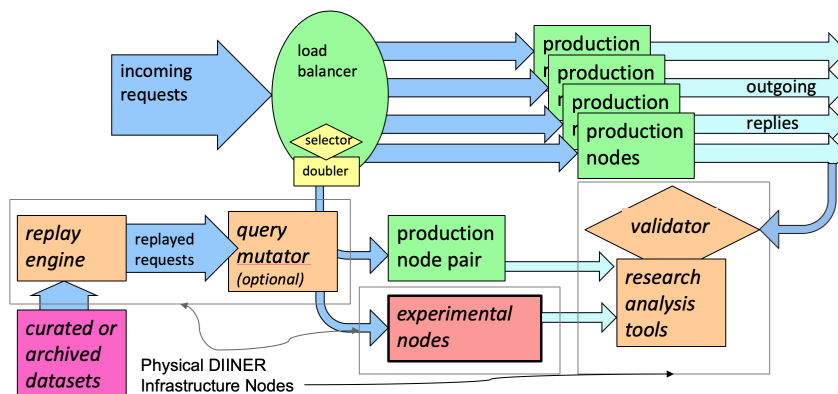 incoming
requests
load
balancer
selector
doubler
production
production
production
production
nodes
outgoing
replies
replay
engine
replayed
requests
query
mutator
(optional)
production
node pair
validator
research
analysis
tools
experimental
nodes
curated or
archived
datasets
Physical DIINER
Infrastructure Nodes